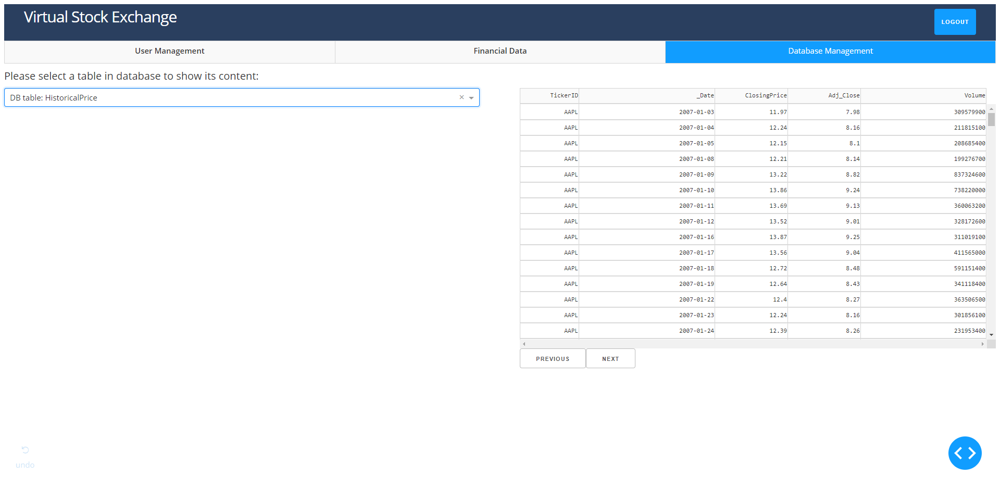 Virtual Stock Exchange
LOGOUT
User Management Financial Data Database Management
Please select a table in database to show its content:
DB table: HistoricalPrice ×
TickerID _Date ClosingPrice Adj_Close Volume
AAPL 2007-01-03 11.97 7.98 309579900
AAPL 2007-01-04 12.24 8.16 211815100
AAPL 2007-01-05 12.15 8.1 208685400
AAPL 2007-01-08 12.21 8.14 199276700
AAPL 2007-01-09 13.22 8.82 837324600
AAPL 2007-01-10 13.86 9.24 738220000
AAPL 2007-01-11 13.69 9.13 360063200
AAPL 2007-01-12 13.52 9.01 328172600
AAPL 2007-01-16 13.87 9.25 311019100
AAPL 2007-01-17 13.56 9.04 411565000
AAPL 2007-01-18 12.72 8.48 591151400
AAPL 2007-01-19 12.64 8.43 341118400
AAPL 2007-01-22 12.4 8.27 363506500
AAPL 2007-01-23 12.24 8.16 301856100
AAPL 2007-01-24 12.39 8.26 231953400
PREVIOUS NEXT
undo